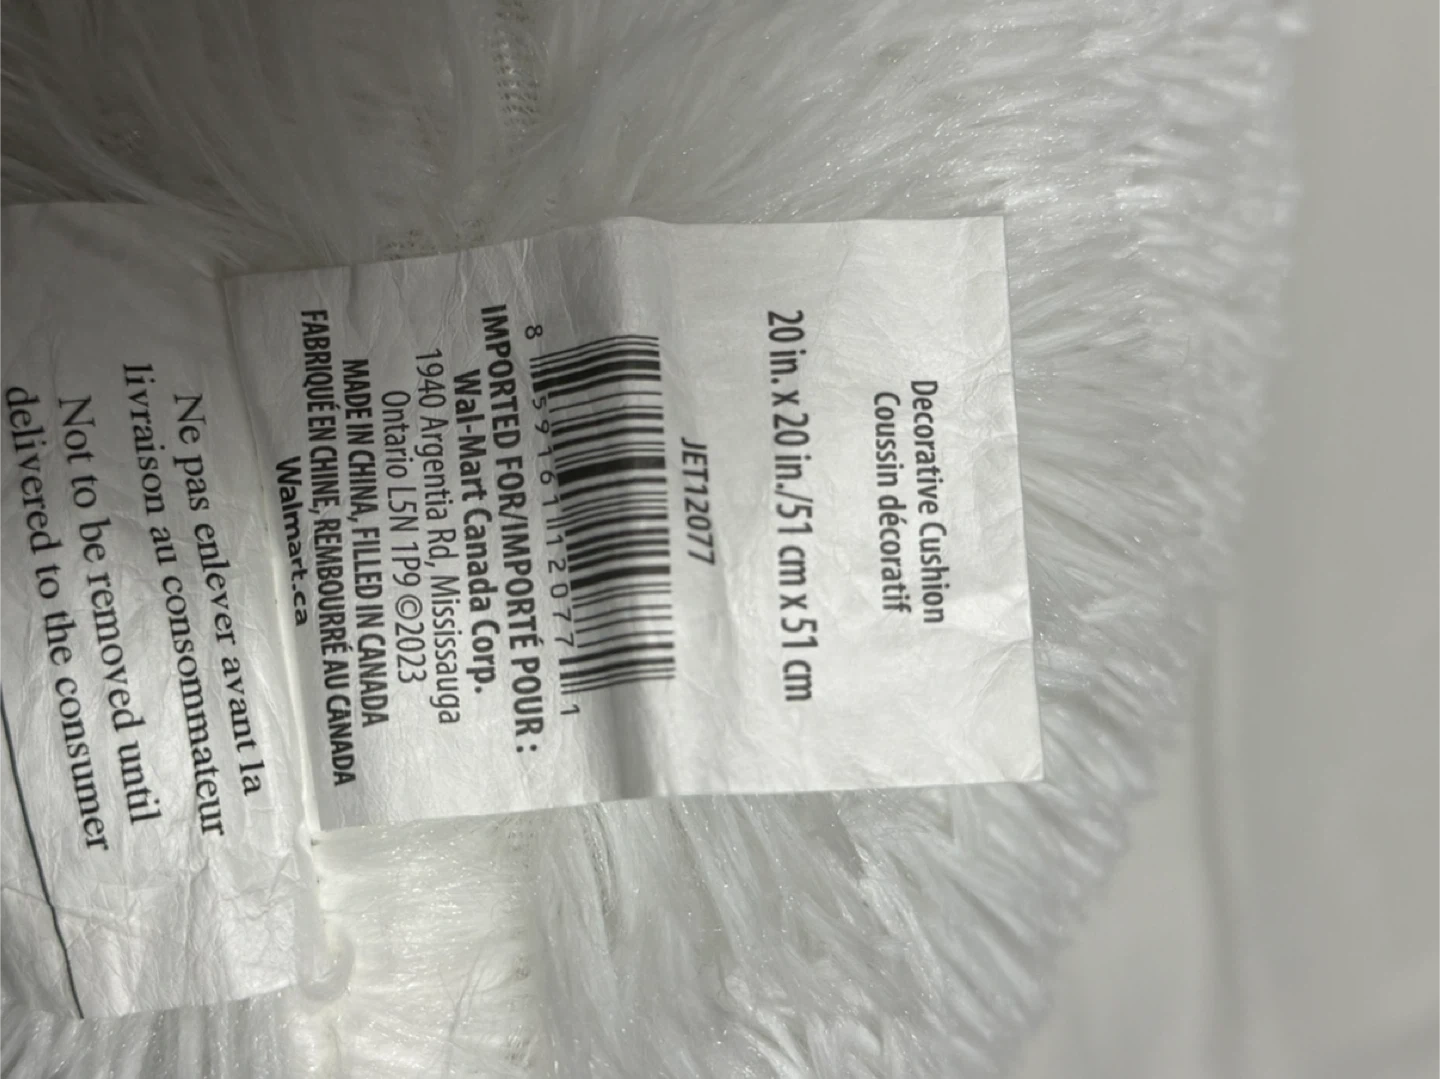 Decorative Cushion
Coussin décoratif
20 in. x 20 in./51 cm x 51 cm
JET12077
8 59161 12077 1
IMPORTED FOR/IMPORTÉ POUR :
Wal-Mart Canada Corp.
1940 Argentia Rd, Mississauga
Ontario L5N 1P9 ©2023
MADE IN CHINA, FILLED IN CANADA
FABRIQUÉ EN CHINE, REMBOURRÉ AU CANADA
Walmart.ca
Ne pas enlever avant la
livraison au consommateur
Not to be removed until
delivered to the consumer